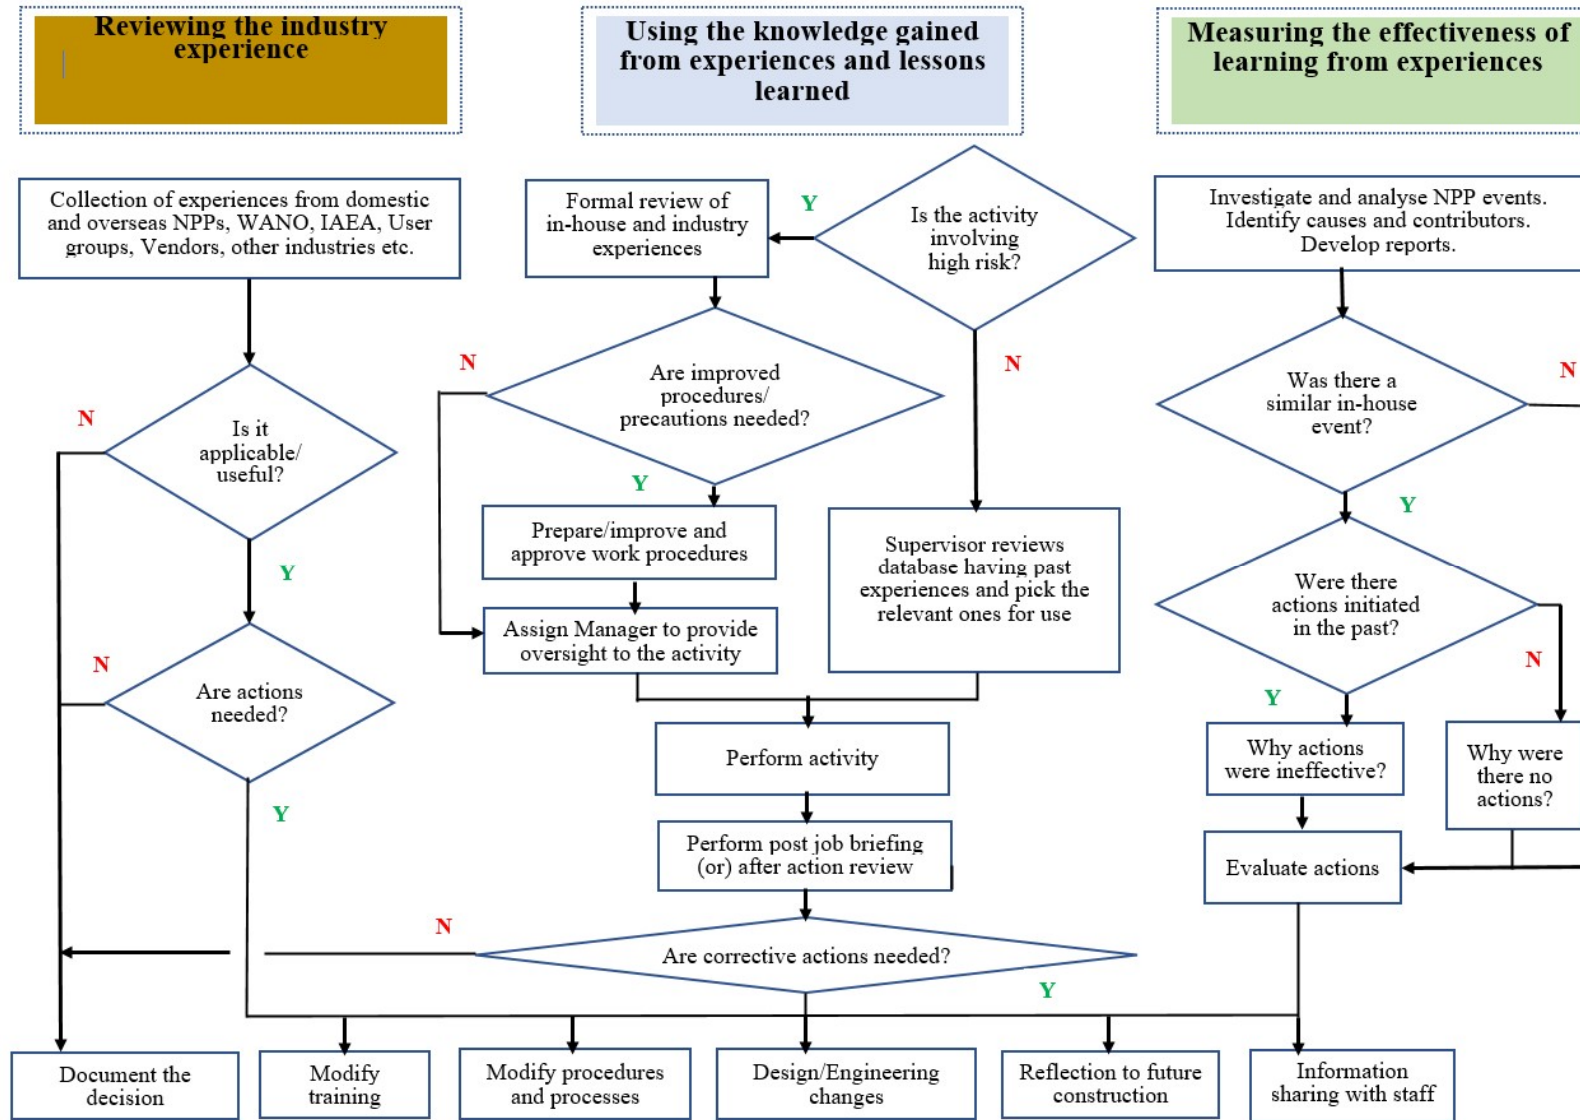 Reviewing the industry
experience
Using the knowledge gained
from experiences and lessons
learned
Measuring the effectiveness of
learning from experiences
Collection of experiences from domestic
and overseas NPPs, WANO, IAEA, User
groups, Vendors, other industries etc.
Is it
applicable/
useful?
N
Y
Are actions
needed?
N
Y
Is the activity
involving
high risk?
Y
N
Formal review of
in-house and industry
experiences
Are improved
procedures/
precautions needed?
N
Y
Prepare/improve and
approve work procedures
Assign Manager to provide
oversight to the activity
Supervisor reviews
database having past
experiences and pick the
relevant ones for use
Perform activity
Perform post job briefing
(or) after action review
Are corrective actions needed?
N
Y
Investigate and analyse NPP events.
Identify causes and contributors.
Develop reports.
Was there a
similar in-house
event?
N
Y
Were there
actions initiated
in the past?
N
Y
Why actions
were ineffective?
Why were
there no
actions?
Evaluate actions
Document the
decision
Modify
training
Modify procedures
and processes
Design/Engineering
changes
Reflection to future
construction
Information
sharing with staff